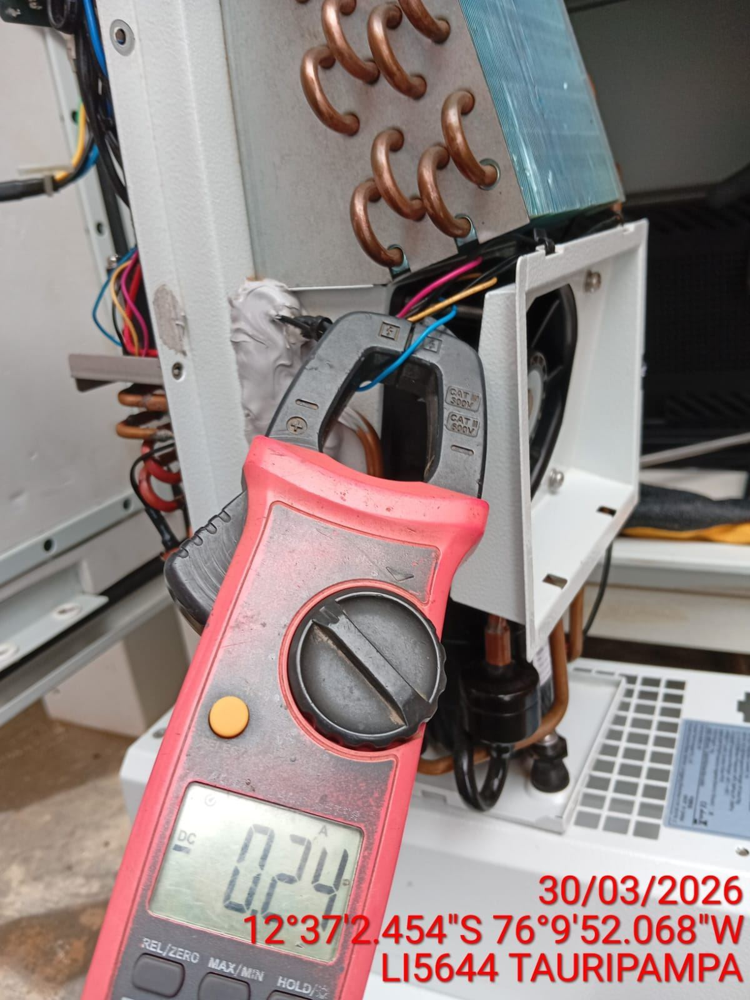 CAT III
300V
CAT II
600V
DC
A
0.24
REL/ZERO
MAX/MIN
HOLD/
30/03/2026
12°37'2.454"S 76°9'52.068"W
LI5644 TAURIPAMPA